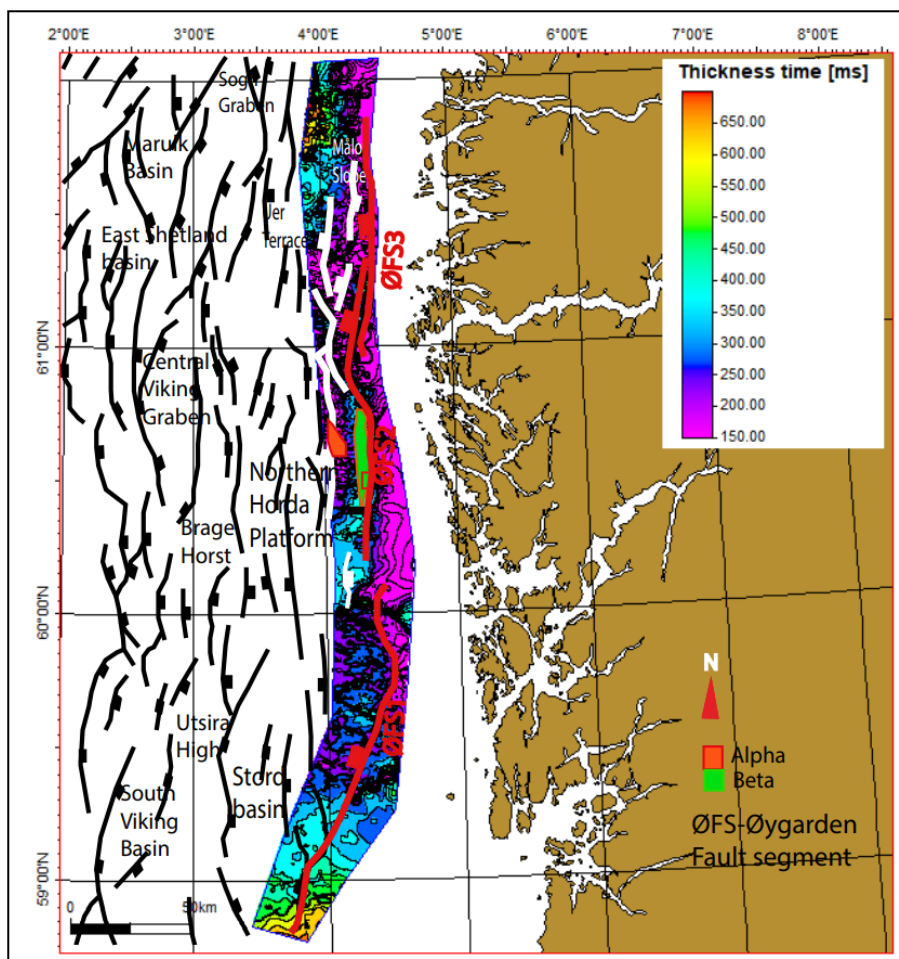 2°00'E 3°00'E 4°00'E 5°00'E 6°00'E 7°00'E 8°00'E
Thickness time [ms]
650.00
600.00
550.00
500.00
450.00
400.00
350.00
300.00
250.00
200.00
150.00
Sogn
Graben
Marulk
Basin
Måloy
Slope
Uer
Terrace
East Shetland
basin
ØFS3
61°00'N
Central
Viking
Graben
ØFS2
Northern
Horda
Platform
Brage
Horst
60°00'N
N
ØFS1
Utsira
High
Stord
basin
South
Viking
Basin
Alpha
Beta
ØFS-Øygarden
Fault segment
59°00'N
0 50km